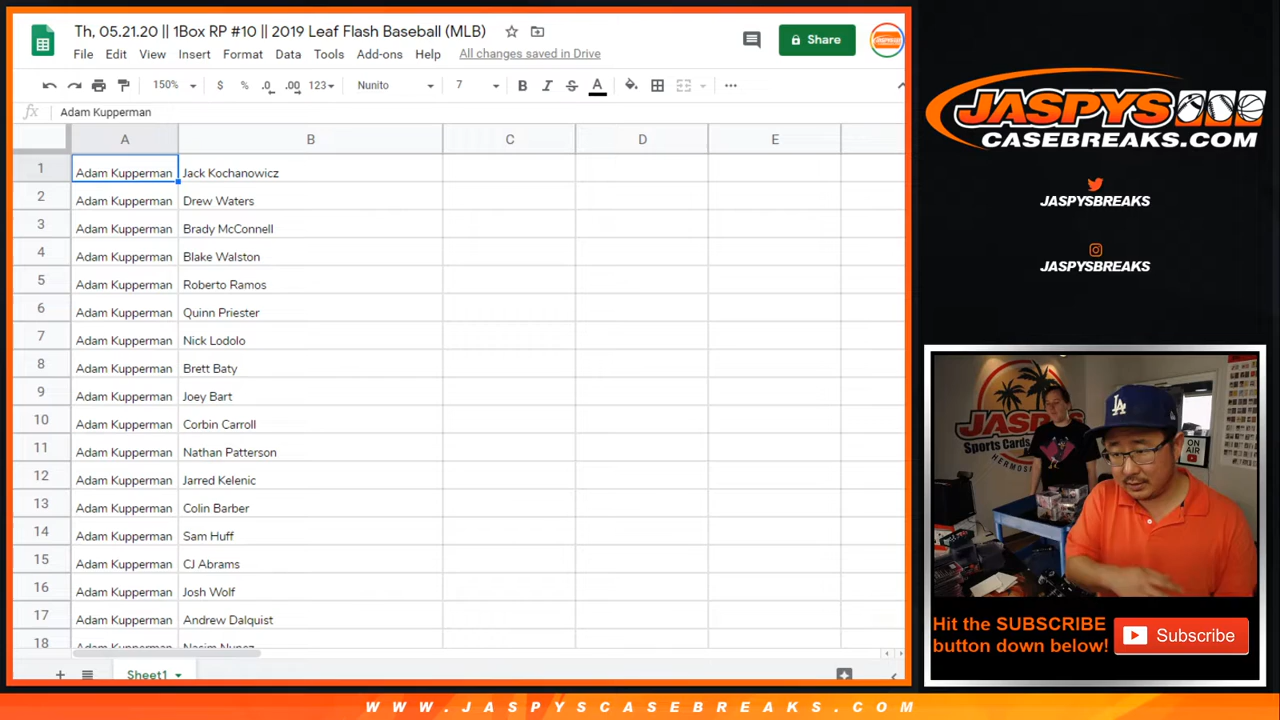 Th, 05.21.20 || 1Box RP #10 || 2019 Leaf Flash Baseball (MLB)
File Edit View Insert Format Data Tools Add-ons Help All changes saved in Drive
Share
150% $ % .0 .00 123 Nunito 7 B I S A
fx Adam Kupperman
A B C D E
1 Adam Kupperman Jack Kochanowicz
2 Adam Kupperman Drew Waters
3 Adam Kupperman Brady McConnell
4 Adam Kupperman Blake Walston
5 Adam Kupperman Roberto Ramos
6 Adam Kupperman Quinn Priester
7 Adam Kupperman Nick Lodolo
8 Adam Kupperman Brett Baty
9 Adam Kupperman Joey Bart
10 Adam Kupperman Corbin Carroll
11 Adam Kupperman Nathan Patterson
12 Adam Kupperman Jarred Kelenic
13 Adam Kupperman Colin Barber
14 Adam Kupperman Sam Huff
15 Adam Kupperman CJ Abrams
16 Adam Kupperman Josh Wolf
17 Adam Kupperman Andrew Dalquist
18 Adam Kupperman Nasim Nunez
Sheet1
JASPYS
CASEBREAKS.COM
JASPYSBREAKS
JASPYSBREAKS
JASPYS
Sports Cards
HERMOS
LA
ON
AIR
Hit the SUBSCRIBE
button down below!
Subscribe
WWW.JASPYSCASEBREAKS.COM